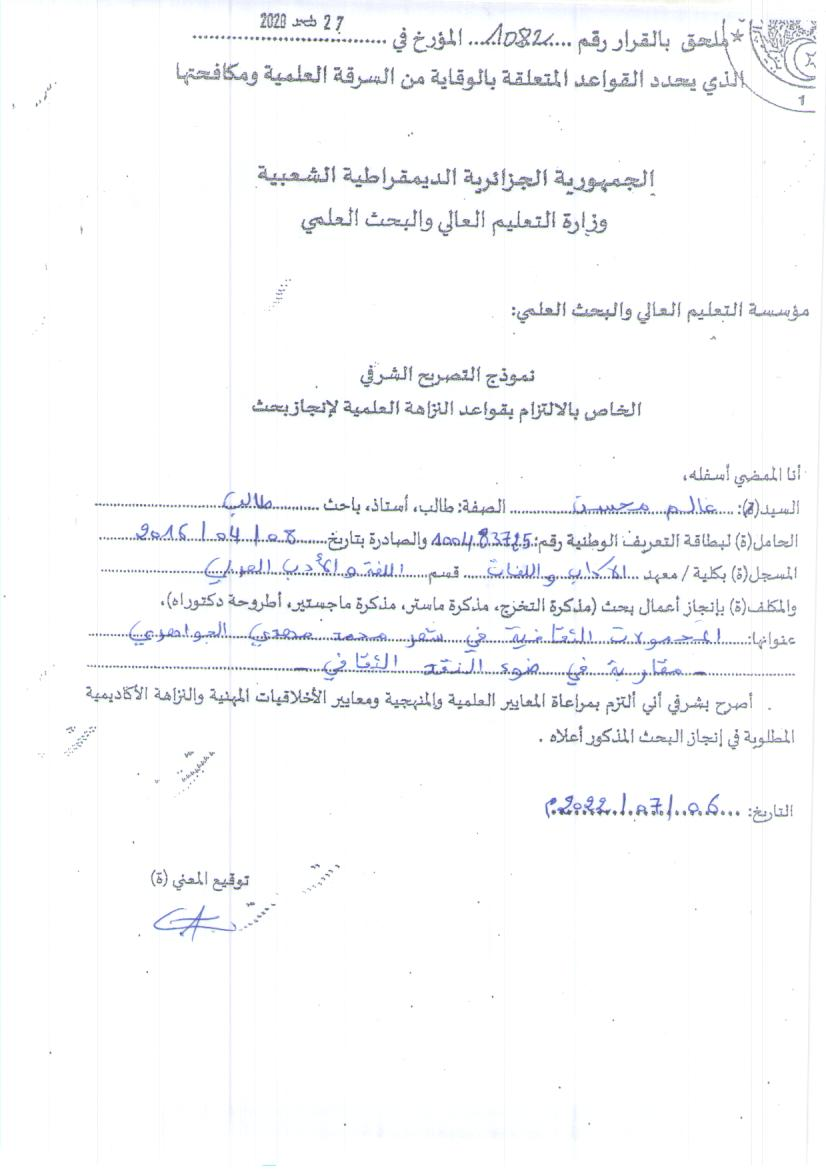 ملحق بالقرار رقم ....1082.... المؤرخ في 27 ديسمبر 2020
الذي يحدد القواعد المتعلقة بالوقاية من السرقة العلمية ومكافحتها
1
الجمهورية الجزائرية الديمقراطية الشعبية
وزارة التعليم العالي والبحث العلمي
مؤسسة التعليم العالي والبحث العلمي:
نموذج التصريح الشرفي
الخاص بالالتزام بقواعد النزاهة العلمية لإنجاز بحث
أنا الممضي أسفله،
السيد(ة): عالم محسن الصفة: طالب، أستاذ، باحث طالب
الحامل(ة) لبطاقة التعريف الوطنية رقم: 100483725 والصادرة بتاريخ 08 / 04 / 2016
المسجل(ة) بكلية / معهد الآداب واللغات قسم اللغة والأدب العربي
والمكلف(ة) بإنجاز أعمال بحث (مذكرة التخرج، مذكرة ماستر، مذكرة ماجستير، أطروحة دكتوراه)،
عنوانها: المحمولات الثقافية في شعر محمد مهدي الجواهري
- مقاربة في ضوء النقد الثقافي -
أصرح بشرفي أني ألتزم بمراعاة المعايير العلمية والمنهجية ومعايير الأخلاقيات المهنية والنزاهة الأكاديمية
المطلوبة في إنجاز البحث المذكور أعلاه .
التاريخ: 06 / 07 / 2022م
توقيع المعني (ة)